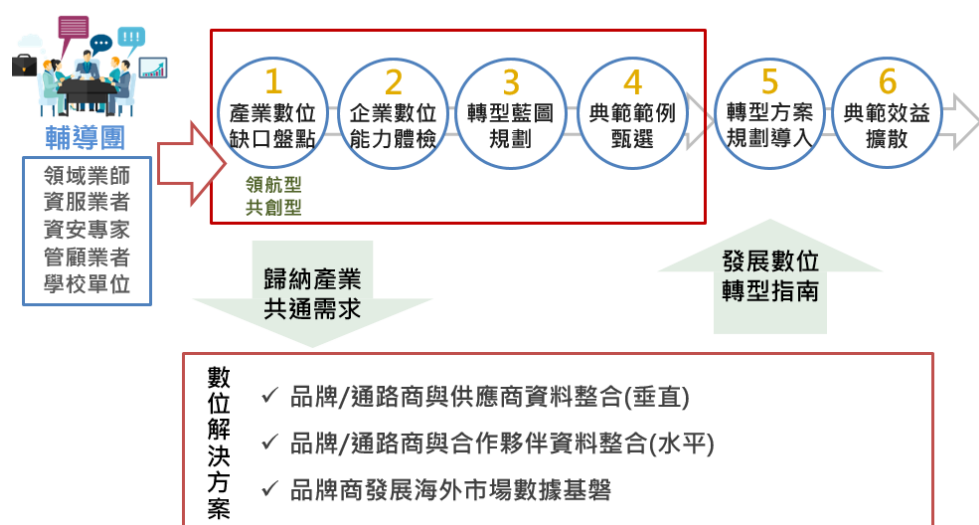 輔導團
領域業師
資服業者
資安專家
管顧業者
學校單位
1
產業數位
缺口盤點
領航型
共創型
2
企業數位
能力體檢
3
轉型藍圖
規劃
4
典範範例
甄選
5
轉型方案
規劃導入
6
典範效益
擴散
歸納產業
共通需求
發展數位
轉型指南
數位解決方案
✓ 品牌/通路商與供應商資料整合(垂直)
✓ 品牌/通路商與合作夥伴資料整合(水平)
✓ 品牌商發展海外市場數據基磐